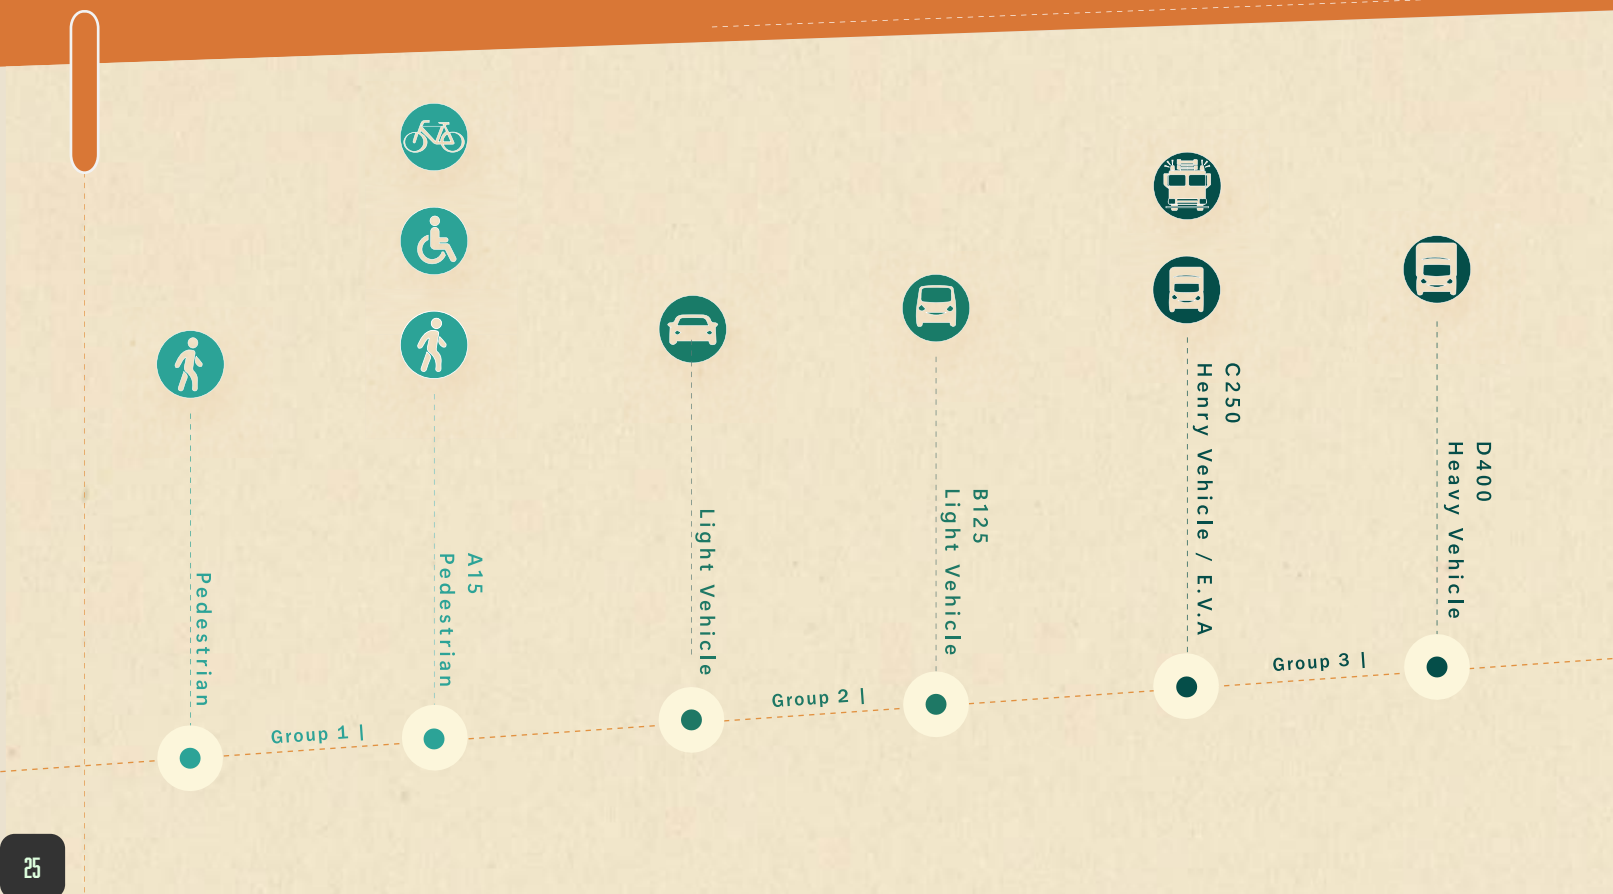 Pedestrian
Group 1 |
A15
Pedestrian
Light Vehicle
Group 2 |
B125
Light Vehicle
C250
Henry Vehicle / E.V.A
Group 3 |
D400
Heavy Vehicle
25